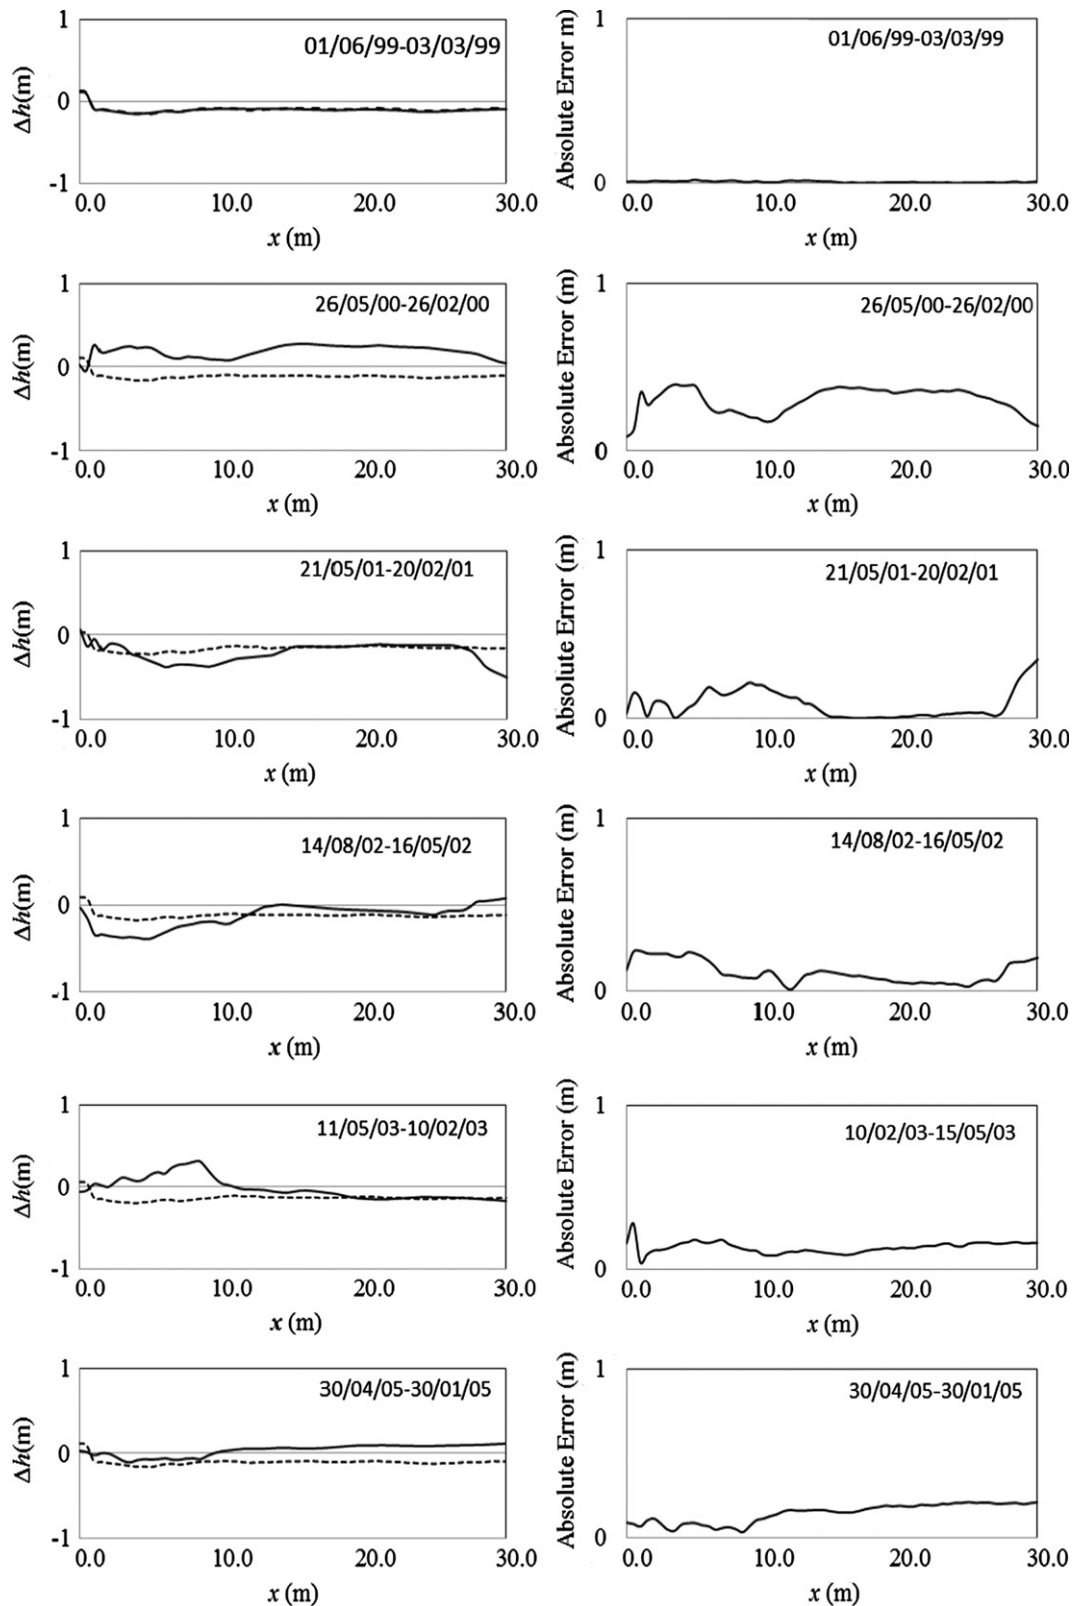 1
1
01/06/99-03/03/99
01/06/99-03/03/99
Δh(m)
Absolute Error m)
0
-1
0
0.0 10.0 20.0 30.0
0.0 10.0 20.0 30.0
x (m)
x (m)
1
1
26/05/00-26/02/00
26/05/00-26/02/00
Δh(m)
Absolute Error (m)
0
-1
0
0.0 10.0 20.0 30.0
0.0 10.0 20.0 30.0
x (m)
x (m)
1
1
21/05/01-20/02/01
21/05/01-20/02/01
Δh(m)
Absolute Error (m)
0
-1
0
0.0 10.0 20.0 30.0
0.0 10.0 20.0 30.0
x (m)
x (m)
1
1
14/08/02-16/05/02
14/08/02-16/05/02
Δh(m)
Absolute Error (m)
0
-1
0
0.0 10.0 20.0 30.0
0.0 10.0 20.0 30.0
x (m)
x (m)
1
1
11/05/03-10/02/03
10/02/03-15/05/03
Δh(m)
Absolute Error (m)
0
-1
0
0.0 10.0 20.0 30.0
0.0 10.0 20.0 30.0
x (m)
x (m)
1
1
30/04/05-30/01/05
30/04/05-30/01/05
Δh(m)
Absolute Error (m)
0
-1
0
0.0 10.0 20.0 30.0
0.0 10.0 20.0 30.0
x (m)
x (m)